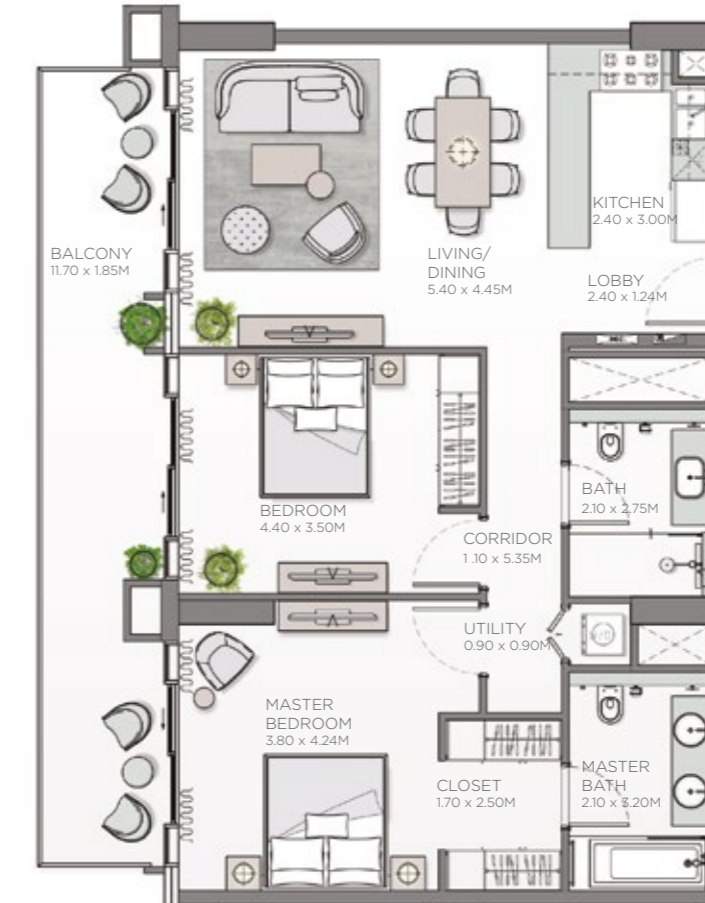 KITCHEN
2.40 x 3.00M
BALCONY
11.70 x 1.85M
LIVING/
DINING
5.40 x 4.45M
LOBBY
2.40 x 1.24M
BATH
2.10 x 2.75M
BEDROOM
4.40 x 3.50M
CORRIDOR
1.10 x 5.35M
UTILITY
0.90 x 0.90M
MASTER
BEDROOM
3.80 x 4.24M
CLOSET
1.70 x 2.50M
MASTER
BATH
2.10 x 3.20M